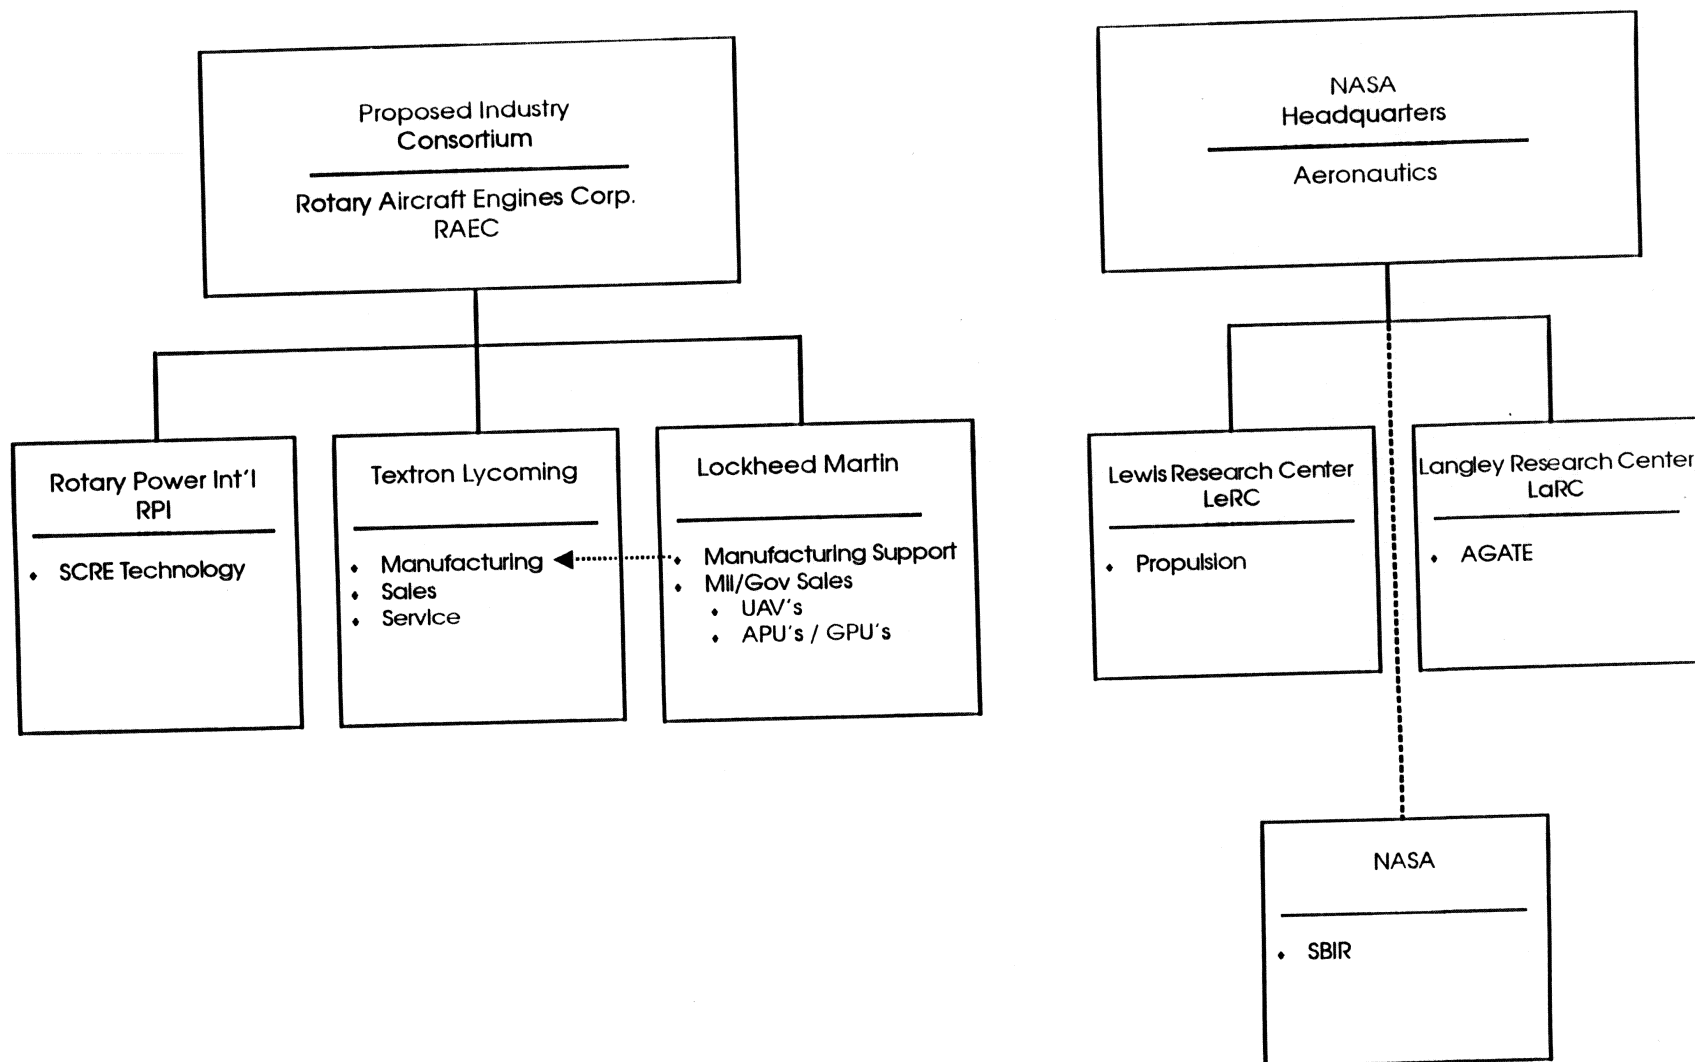 Proposed Industry
Consortium
Rotary Aircraft Engines Corp.
RAEC
NASA
Headquarters
Aeronautics
Rotary Power Int'l
RPI
• SCRE Technology
Textron Lycoming
• Manufacturing
• Sales
• Service
Lockheed Martin
• Manufacturing Support
• Mil/Gov Sales
• UAV's
• APU's / GPU's
Lewis Research Center
LeRC
• Propulsion
Langley Research Center
LaRC
• AGATE
NASA
• SBIR